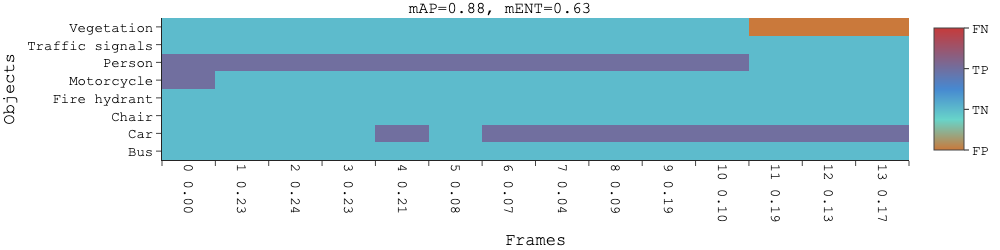 mAP=0.88, mENT=0.63
Objects
Vegetation
Traffic signals
Person
Motorcycle
Fire hydrant
Chair
Car
Bus
0 0.00
1 0.23
2 0.24
3 0.23
4 0.21
5 0.08
6 0.07
7 0.04
8 0.09
9 0.19
10 0.10
11 0.19
12 0.13
13 0.17
Frames
FN
TP
TN
FP